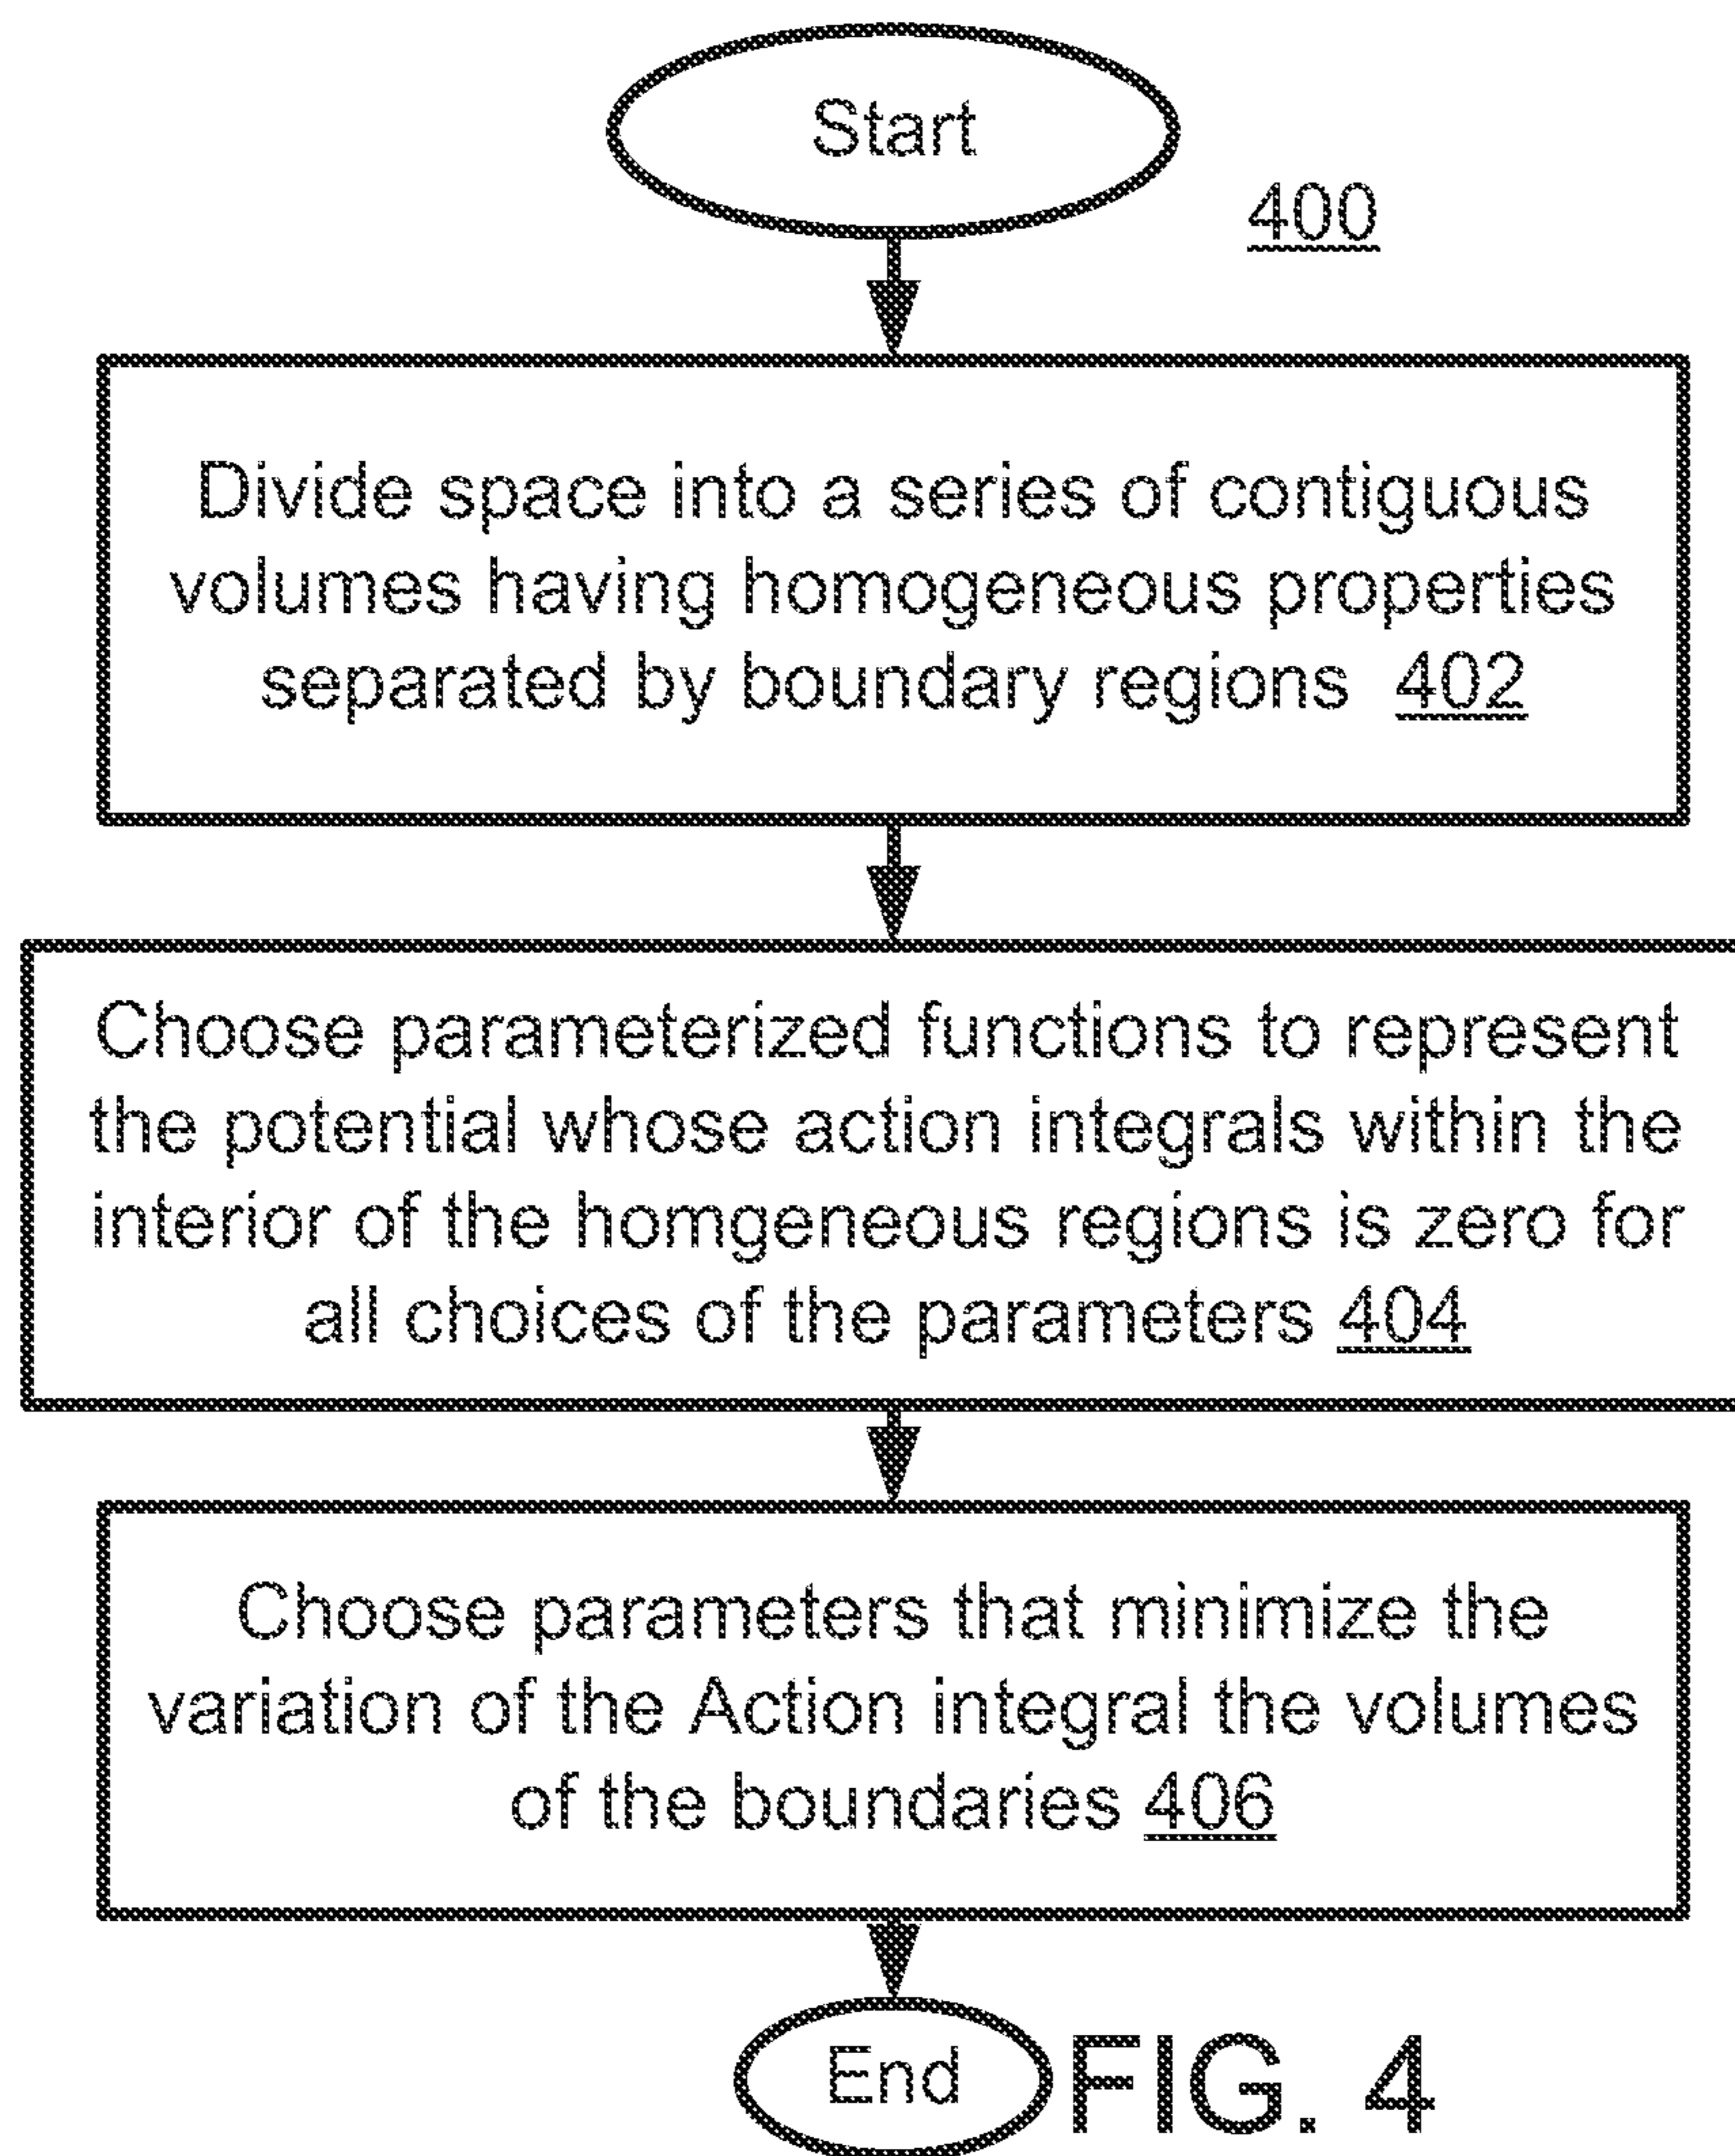 Start
400
Divide space into a series of contiguous
volumes having homogeneous properties
separated by boundary regions 402
Choose parameterized functions to represent
the potential whose action integrals within the
interior of the homgeneous regions is zero for
all choices of the parameters 404
Choose parameters that minimize the
variation of the Action integral the volumes
of the boundaries 406
End
FIG. 4